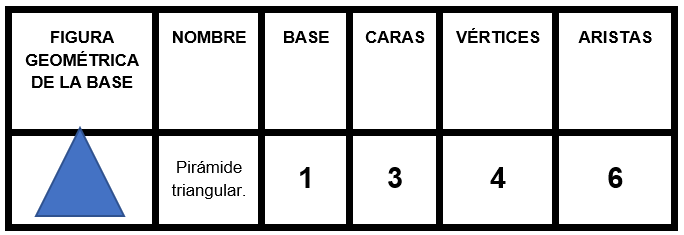 FIGURA
GEOMÉTRICA
DE LA BASE
NOMBRE
BASE
CARAS
VÉRTICES
ARISTAS
Pirámide
triangular.
1
3
4
6